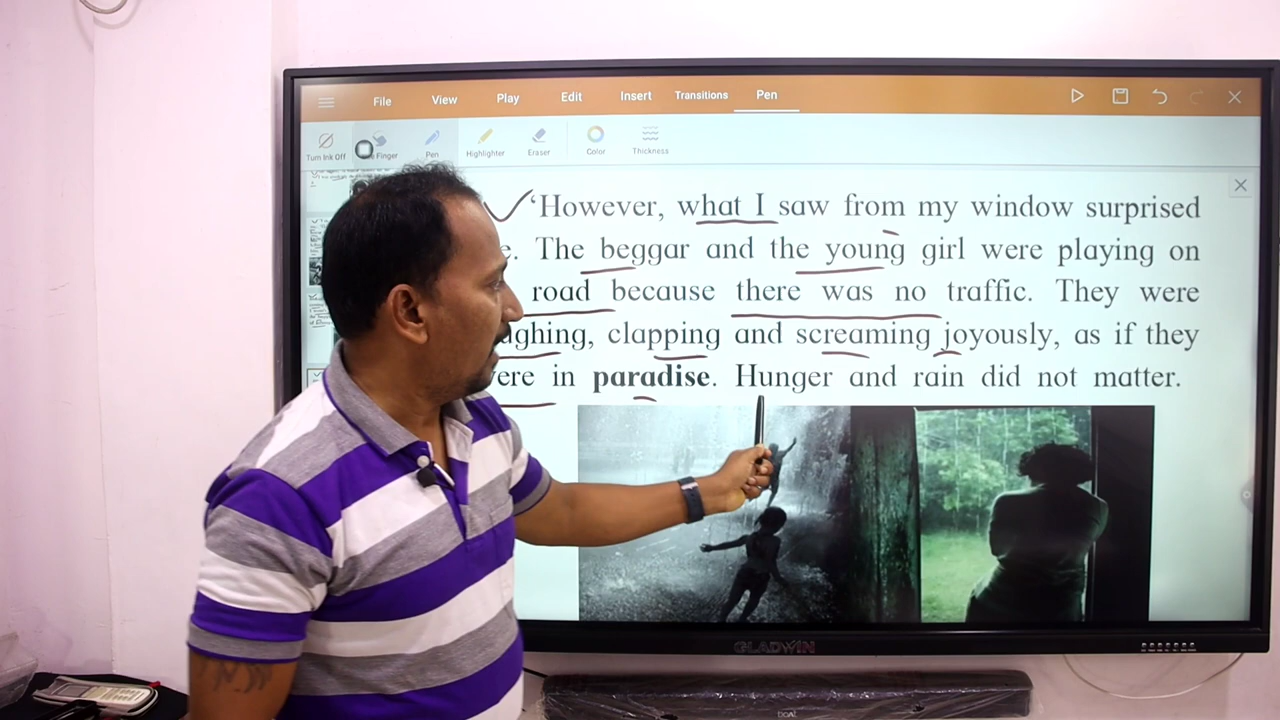 File View Play Edit Insert Transitions Pen
Turn Ink Off Finger Pen Highlighter Eraser Color Thickness
‘However, what I saw from my window surprised
The beggar and the young girl were playing on
road because there was no traffic. They were
clapping and screaming joyously, as if they
in paradise. Hunger and rain did not matter.
GLADWIN